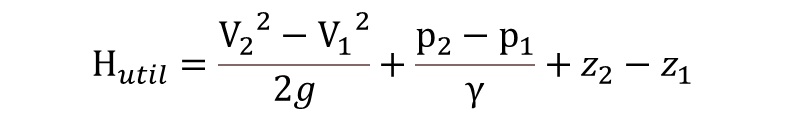 H_util = (V₂² − V₁²)/2g + (p₂ − p₁)/γ + z₂ − z₁